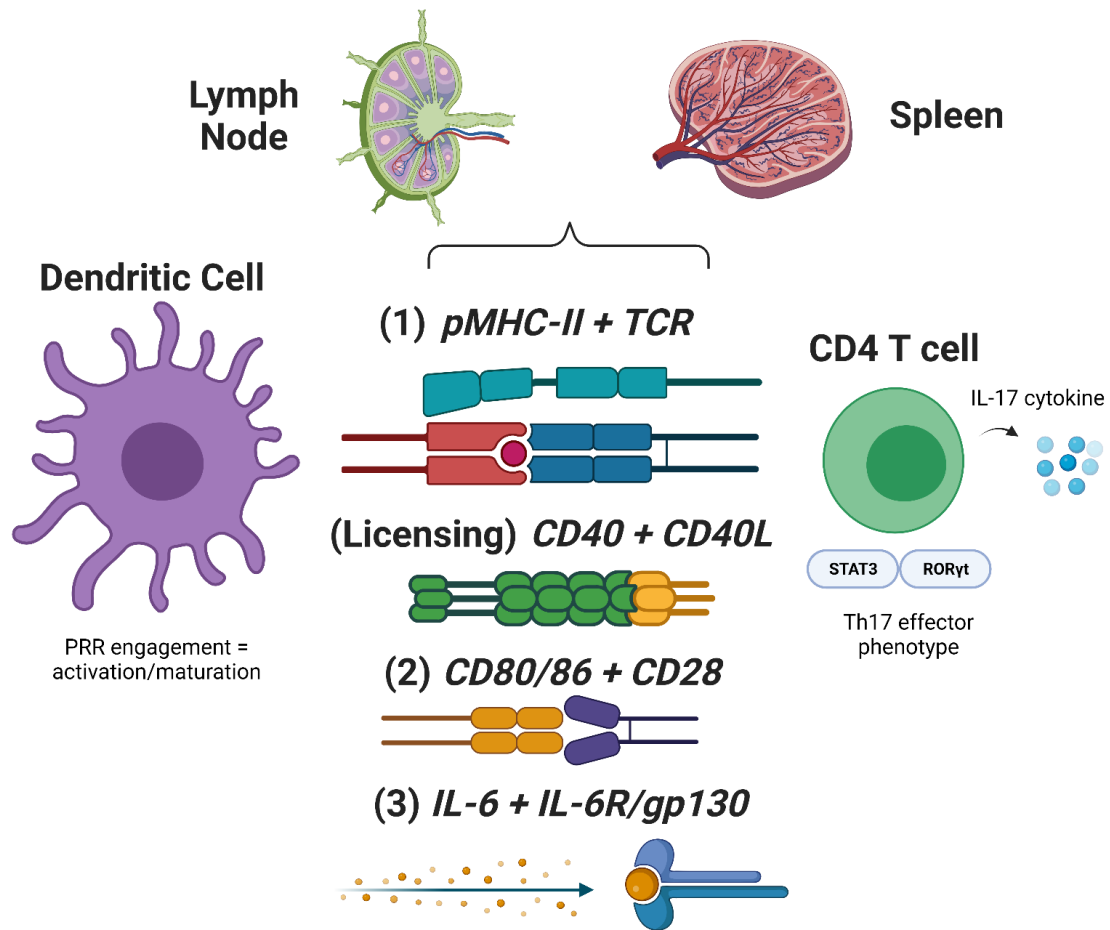 Lymph
Node
Spleen
Dendritic Cell
(1) pMHC-II + TCR
CD4 T cell
IL-17 cytokine
(Licensing) CD40 + CD40L
STAT3
RORγt
Th17 effector
phenotype
PRR engagement =
activation/maturation
(2) CD80/86 + CD28
(3) IL-6 + IL-6R/gp130